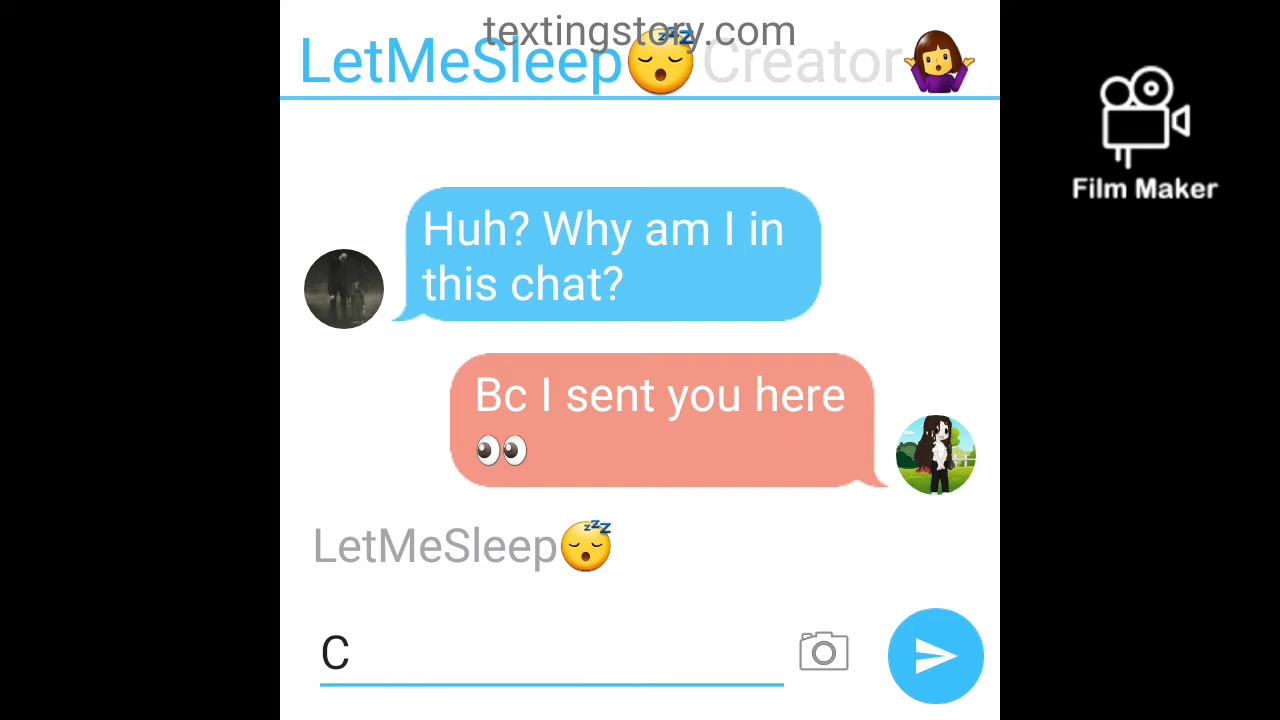 textingstory.com
LetMeSleep😴 Creator🤷‍♀️
Film Maker
Huh? Why am I in
this chat?
Bc I sent you here
👀
LetMeSleep😴
C